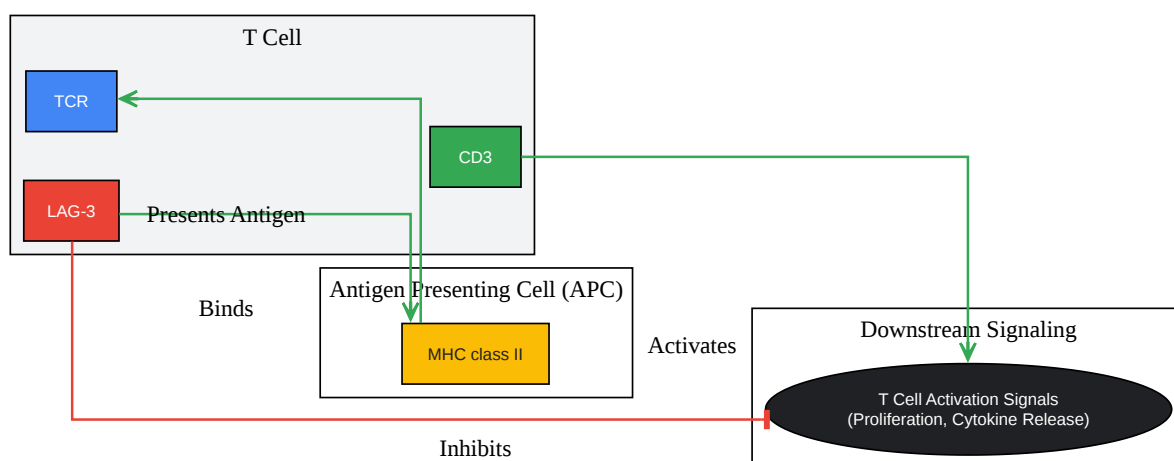 T Cell
TCR
CD3
LAG-3
Presents Antigen
Binds
Antigen Presenting Cell (APC)
MHC class II
Activates
Downstream Signaling
T Cell Activation Signals
(Proliferation, Cytokine Release)
Inhibits